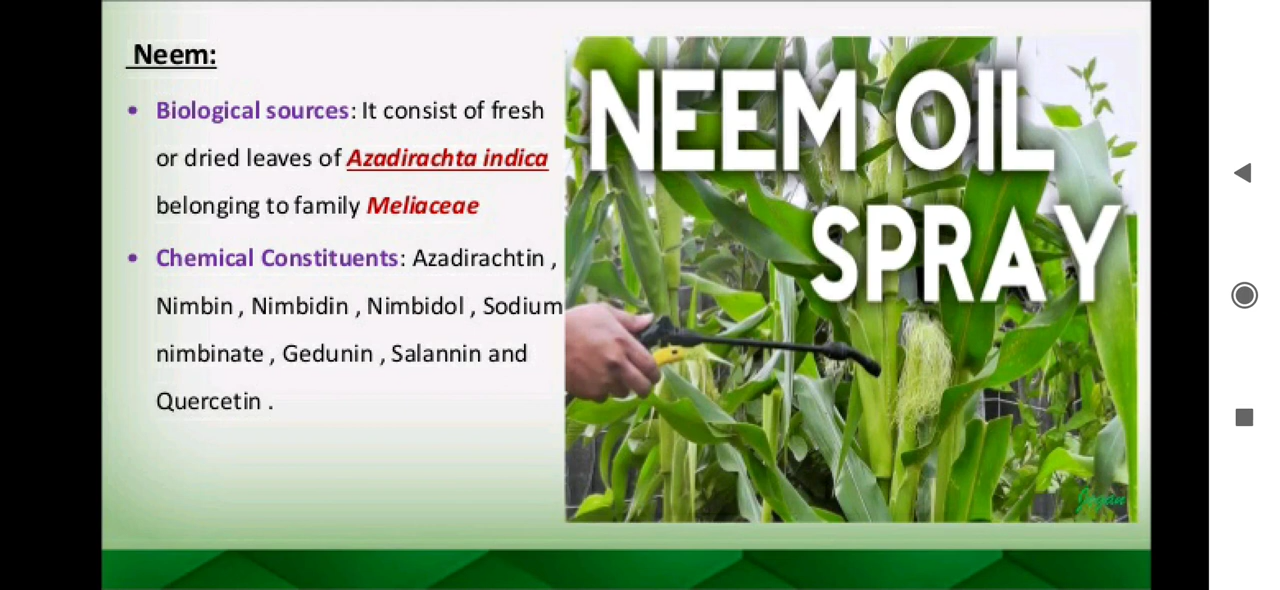 Neem:
• Biological sources: It consist of fresh
or dried leaves of Azadirachta indica
belonging to family Meliaceae
• Chemical Constituents: Azadirachtin ,
Nimbin , Nimbidin , Nimbidol , Sodium
nimbinate , Gedunin , Salannin and
Quercetin .
NEEM OIL
SPRAY
Jegan